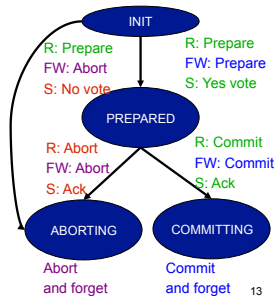 INIT
R: Prepare
FW: Abort
S: No vote
R: Prepare
FW: Prepare
S: Yes vote
PREPARED
R: Abort
FW: Abort
S: Ack
R: Commit
FW: Commit
S: Ack
ABORTING
COMMITTING
Abort
and forget
Commit
and forget
13